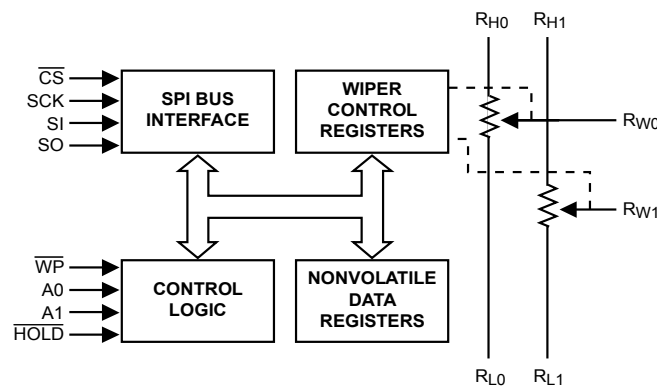 RH0 RH1
CS
SCK
SI
SO
SPI BUS
INTERFACE
WIPER
CONTROL
REGISTERS
RW0
RW1
WP
A0
A1
HOLD
CONTROL
LOGIC
NONVOLATILE
DATA
REGISTERS
RL0 RL1